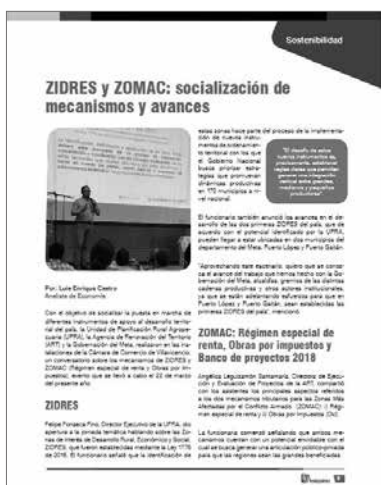 Sostenibilidad
ZIDRES y ZOMAC: socialización de
mecanismos y avances
Por: Luis Enrique Castro
Analista de Economía
Con el objetivo de socializar la puesta en marcha de
diferentes instrumentos de apoyo al desarrollo territo-
rial del país, la Unidad de Planificación Rural Agrope-
cuaria (UPRA), la Agencia de Renovación del Territorio
(ART) y la Gobernación del Meta, realizaron en las ins-
talaciones de la Cámara de Comercio de Villavicencio,
un conversatorio sobre los mecanismos de ZIDRES y
ZOMAC (Régimen especial de renta y Obras por Im-
puestos), evento que se llevó a cabo el 22 de marzo
del presente año.
ZIDRES
Felipe Fonseca Fino, Director Ejecutivo de la UPRA, dio
apertura a la jornada temática hablando sobre las Zo-
nas de Interés de Desarrollo Rural, Económico y Social,
ZIDRES, que fueron establecidas mediante la Ley 1776
de 2016. El funcionario señaló que la identificación de
estas zonas hace parte del proceso de la implementa-
ción de nuevos instru-
mentos de ordenamien-
to territorial con los que
el Gobierno Nacional
busca priorizar estra-
tegias que promuevan
dinámicas productivas
en 170 municipios a ni-
vel nacional.
"El desafío de estos
nuevos instrumentos es,
precisamente, establecer
reglas claras que permitan
generar una integración
vertical entre grandes,
medianos y pequeños
productores".
El funcionario también anunció los avances en el de-
sarrollo de las dos primeras ZIDRES del país, que de
acuerdo con el potencial identificado por la UPRA,
pueden llegar a estar ubicadas en dos municipios del
departamento del Meta: Puerto López y Puerto Gaitán.
"Aprovechando este escenario, quiero que se conoz-
ca el avance del trabajo que hemos hecho con la Go-
bernación del Meta, alcaldías, gremios de las distintas
cadenas productivas y otros actores institucionales,
ya que se están adelantando esfuerzos para que en
Puerto López y Puerto Gaitán, sean establecidas las
primeras ZIDRES del país", mencionó.
ZOMAC: Régimen especial de
renta, Obras por impuestos y
Banco de proyectos 2018
Angélica Leguizamón Santamaría, Directora de Ejecu-
ción y Evaluación de Proyectos de la ART, compartió
con los asistentes los principales aspectos referentes
a los dos mecanismos tributarios para las Zonas Más
Afectadas por el Conflicto Armado (ZOMAC): i) Régi-
men especial de renta y ii) Obras por Impuestos (OxI).
La funcionaria comenzó señalando que ambos me-
canismos cuentan con un potencial envidiable con el
cual se busca generar una articulación público-privada
para que las regiones sean las grandes beneficiadas.